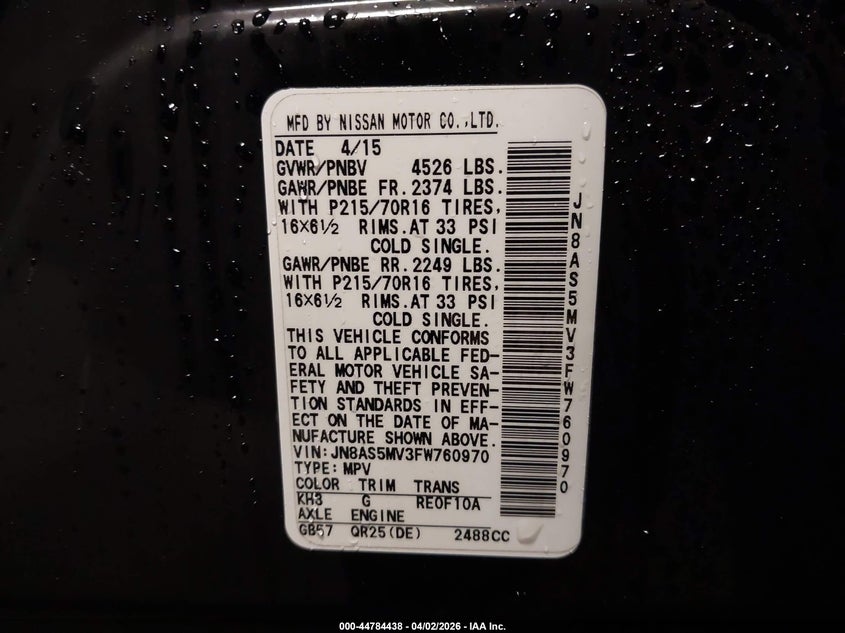 MFD BY NISSAN MOTOR CO.,LTD.
DATE 4/15
GVWR/PNBV 4526 LBS.
GAWR/PNBE FR. 2374 LBS.
WITH P215/70R16 TIRES,
16×6½ RIMS.AT 33 PSI
COLD SINGLE.
GAWR/PNBE RR. 2249 LBS.
WITH P215/70R16 TIRES,
16×6½ RIMS.AT 33 PSI
COLD SINGLE.
THIS VEHICLE CONFORMS
TO ALL APPLICABLE FED-
ERAL MOTOR VEHICLE SA-
FETY AND THEFT PREVEN-
TION STANDARDS IN EFF-
ECT ON THE DATE OF MA-
NUFACTURE SHOWN ABOVE.
VIN:JN8AS5MV3FW760970
TYPE:MPV
COLOR TRIM TRANS
KH3 G RE0F10A
AXLE ENGINE
GB57 QR25(DE) 2488CC
JN8AS5MV3FW760970
000-44784438 - 04/02/2026 - IAA Inc.